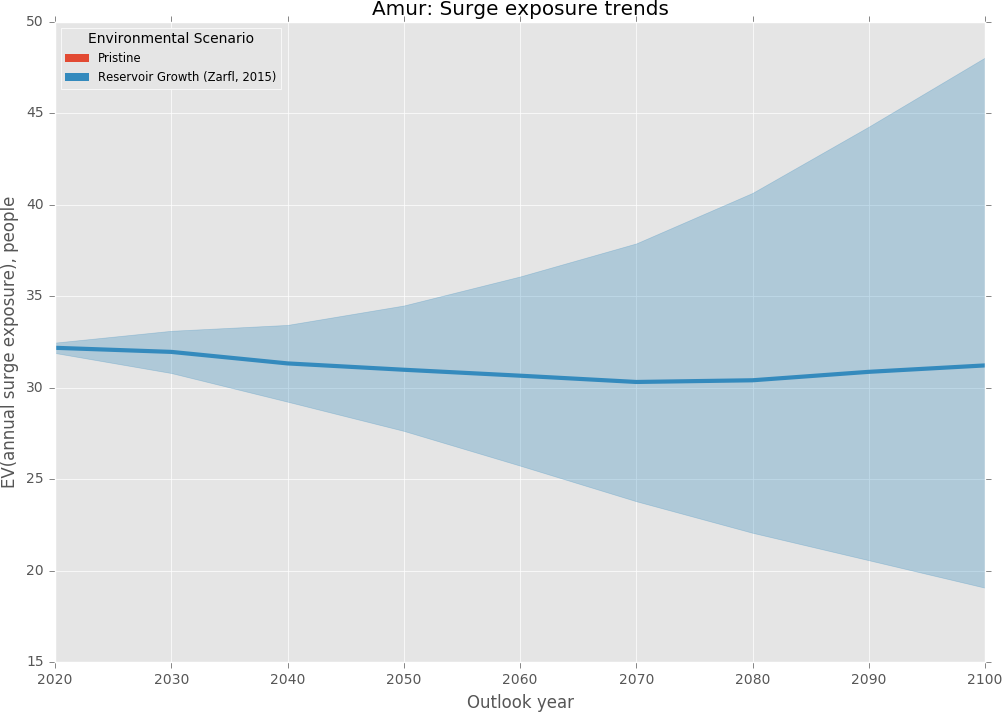 Amur: Surge exposure trends
Environmental Scenario
Pristine
Reservoir Growth (Zarfl, 2015)
EV(annual surge exposure), people
50
45
40
35
30
25
20
15
2020 2030 2040 2050 2060 2070 2080 2090 2100
Outlook year